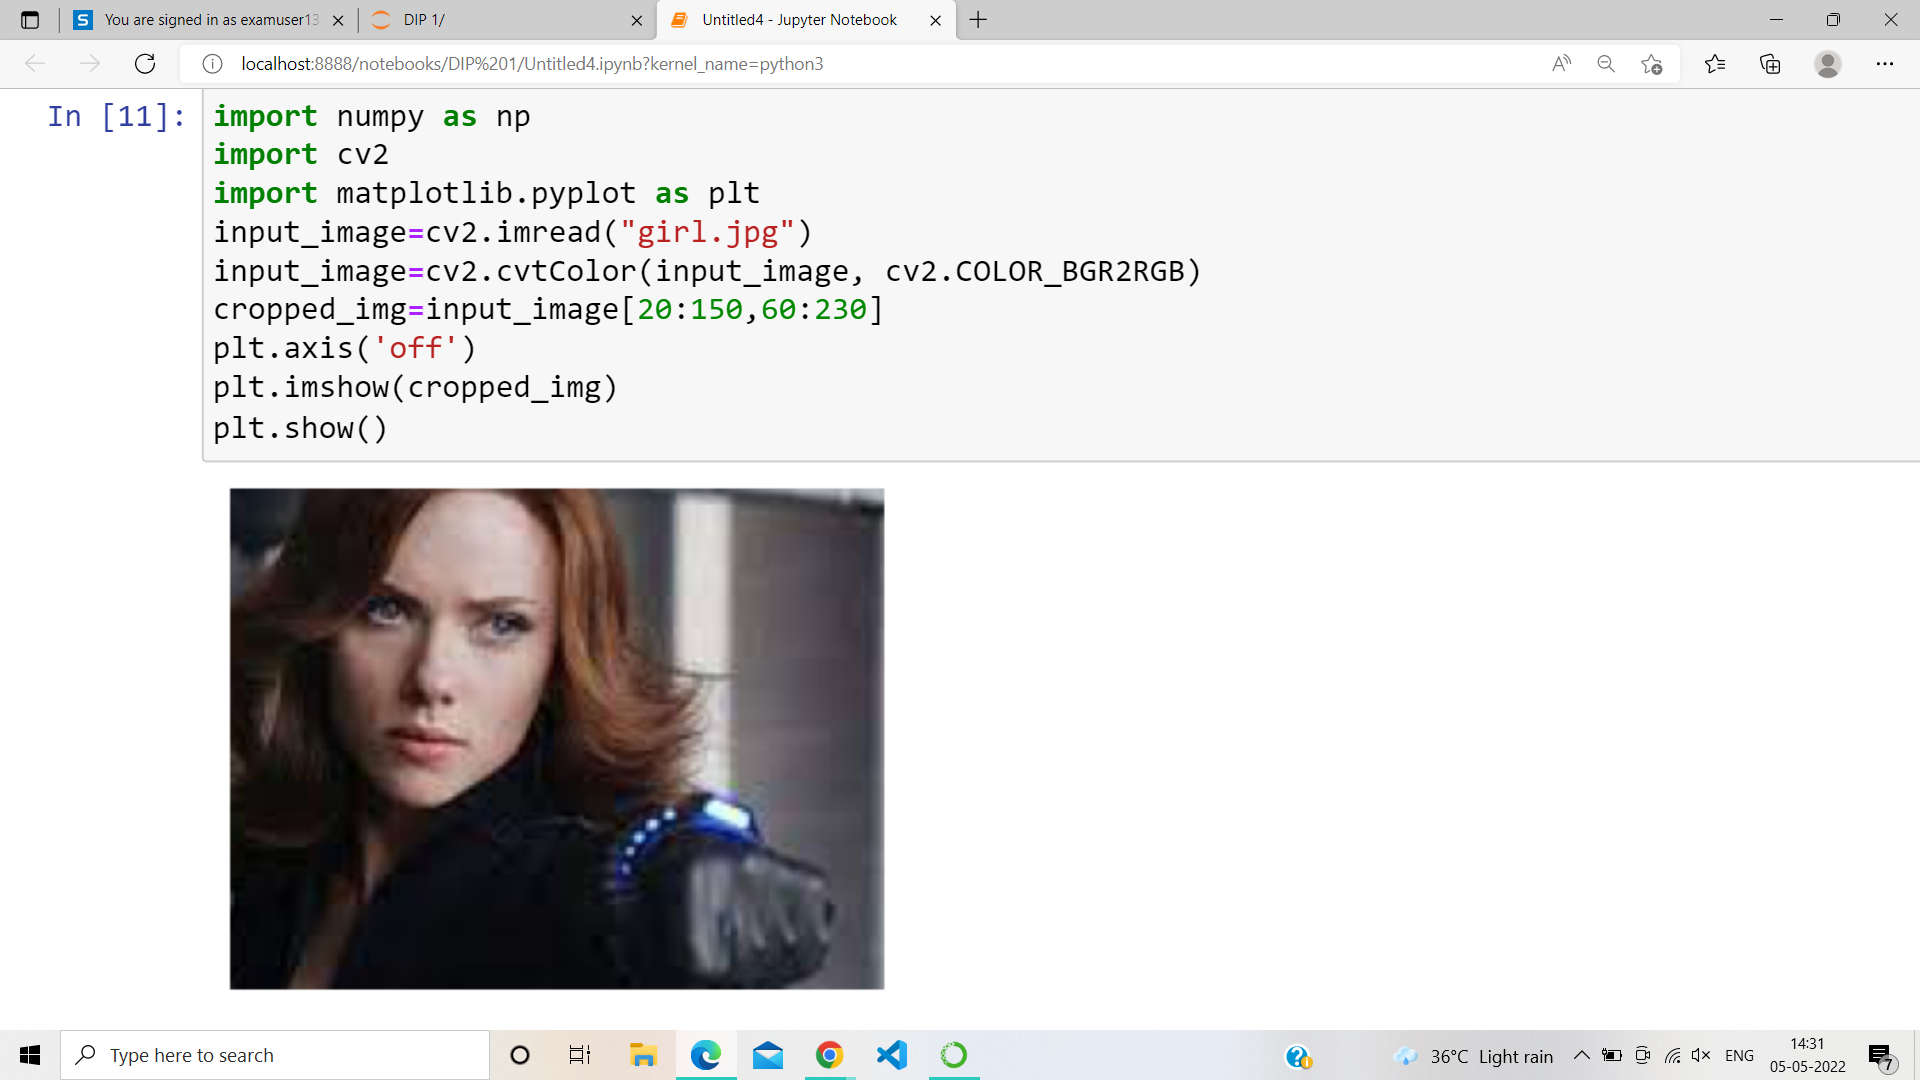 You are signed in as examuser13
DIP 1/
Untitled4 - Jupyter Notebook
localhost:8888/notebooks/DIP%201/Untitled4.ipynb?kernel_name=python3
In [11]:
import numpy as np
import cv2
import matplotlib.pyplot as plt
input_image=cv2.imread("girl.jpg")
input_image=cv2.cvtColor(input_image, cv2.COLOR_BGR2RGB)
cropped_img=input_image[20:150,60:230]
plt.axis('off')
plt.imshow(cropped_img)
plt.show()
Type here to search
36°C Light rain
ENG
14:31
05-05-2022
7